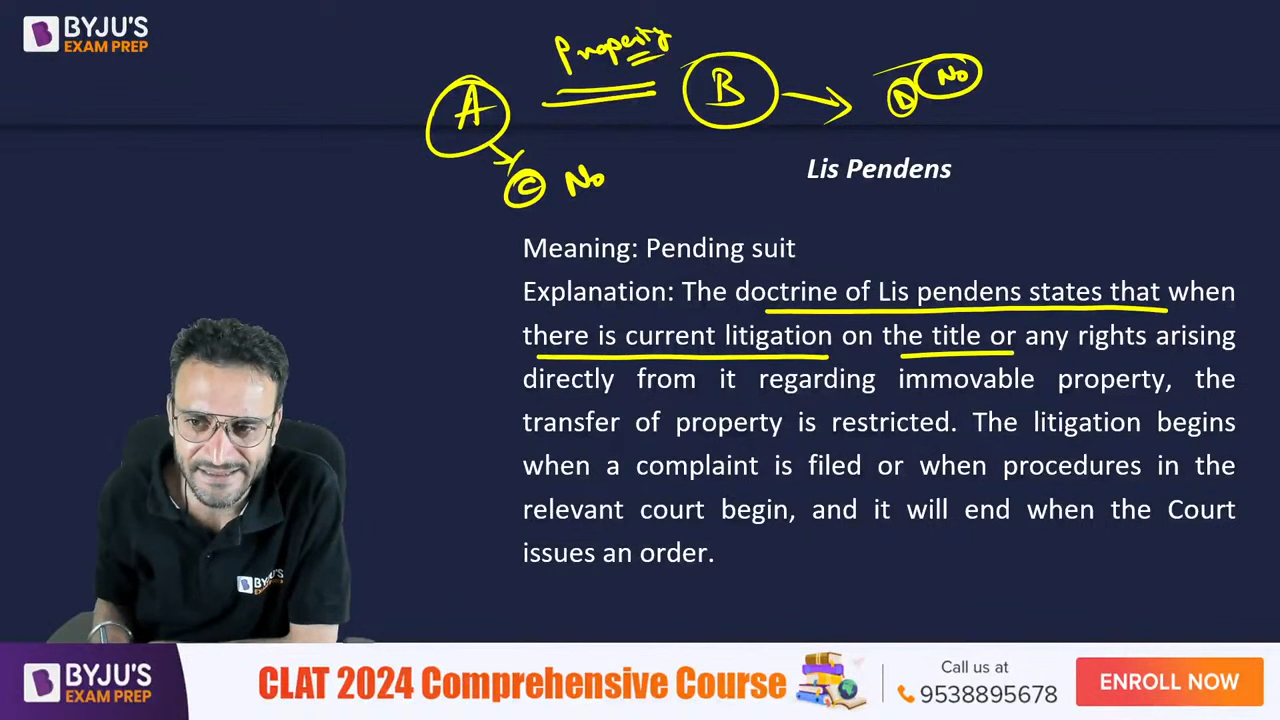 BYJU'S
EXAM PREP
Property
A
B
D
No
C
No
Lis Pendens
Meaning: Pending suit
Explanation: The doctrine of Lis pendens states that when
there is current litigation on the title or any rights arising
directly from it regarding immovable property, the
transfer of property is restricted. The litigation begins
when a complaint is filed or when procedures in the
relevant court begin, and it will end when the Court
issues an order.
BYJU'S
EXAM PREP
BYJU'S
EXAM PREP
CLAT 2024 Comprehensive Course
Call us at
9538895678
ENROLL NOW